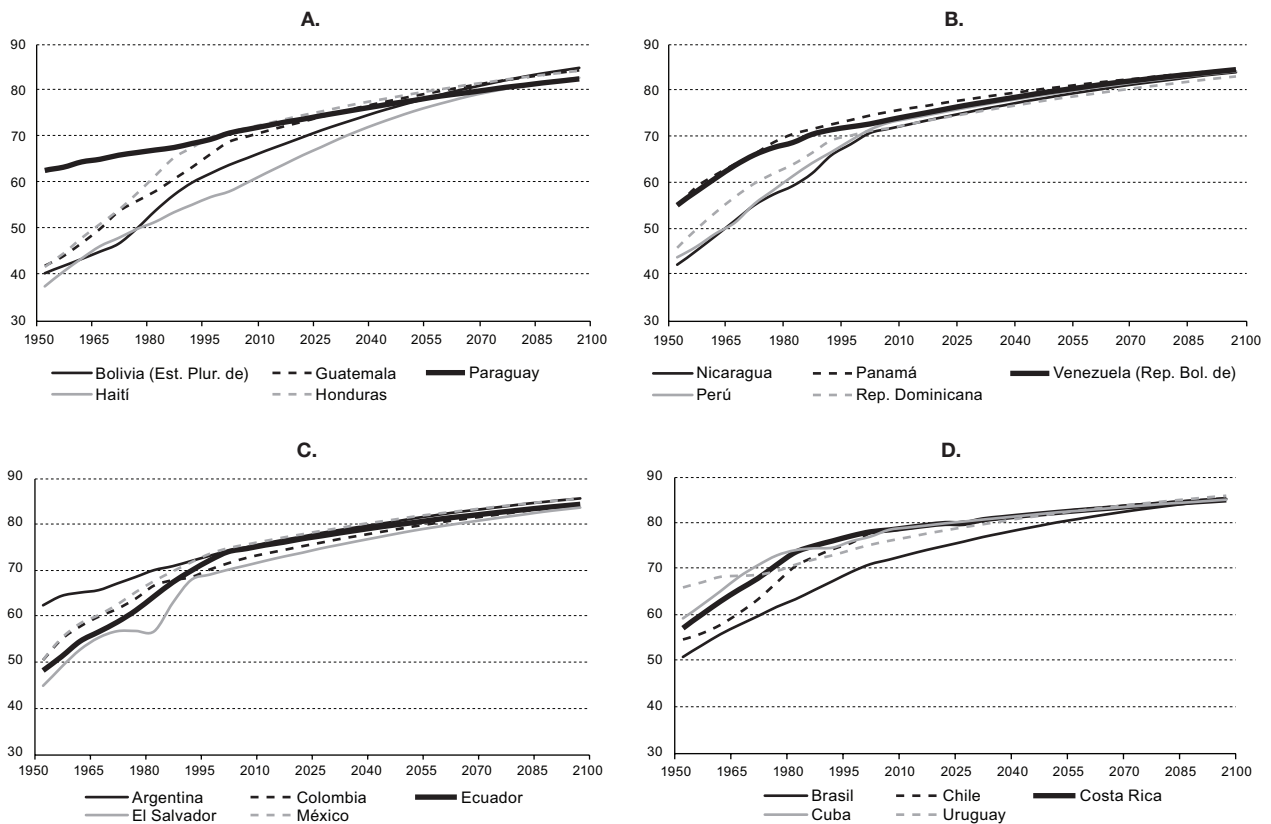 A.
90
80
70
60
50
40
30
1950 1965 1980 1995 2010 2025 2040 2055 2070 2085 2100
Bolivia (Est. Plur. de) Guatemala Paraguay
Haití Honduras
B.
90
80
70
60
50
40
30
1950 1965 1980 1995 2010 2025 2040 2055 2070 2085 2100
Nicaragua Panamá Venezuela (Rep. Bol. de)
Perú Rep. Dominicana
C.
90
80
70
60
50
40
30
1950 1965 1980 1995 2010 2025 2040 2055 2070 2085 2100
Argentina Colombia Ecuador
El Salvador México
D.
90
80
70
60
50
40
30
1950 1965 1980 1995 2010 2025 2040 2055 2070 2085 2100
Brasil Chile Costa Rica
Cuba Uruguay